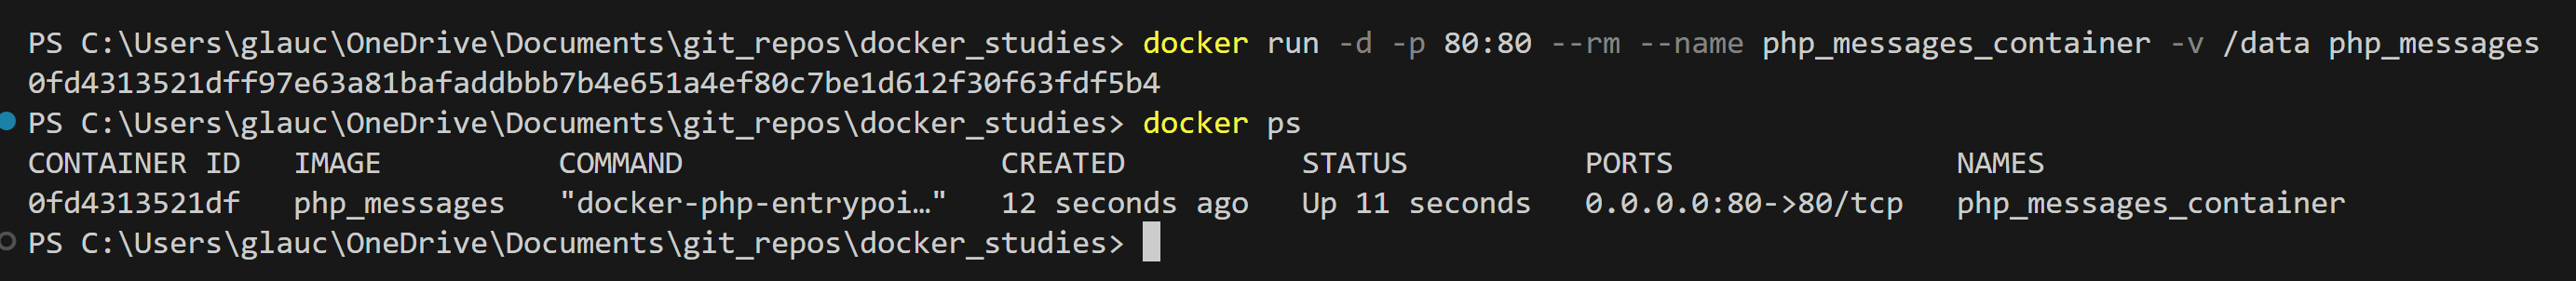 PS C:\Users\glauc\OneDrive\Documents\git_repos\docker_studies> docker run -d -p 80:80 --rm --name php_messages_container -v /data php_messages
0fd4313521dff97e63a81bafaddbbb7b4e651a4ef80c7be1d612f30f63fdf5b4
PS C:\Users\glauc\OneDrive\Documents\git_repos\docker_studies> docker ps
CONTAINER ID   IMAGE          COMMAND                  CREATED          STATUS          PORTS                NAMES
0fd4313521df   php_messages   "docker-php-entrypoi…"   12 seconds ago   Up 11 seconds   0.0.0.0:80->80/tcp   php_messages_container
PS C:\Users\glauc\OneDrive\Documents\git_repos\docker_studies>